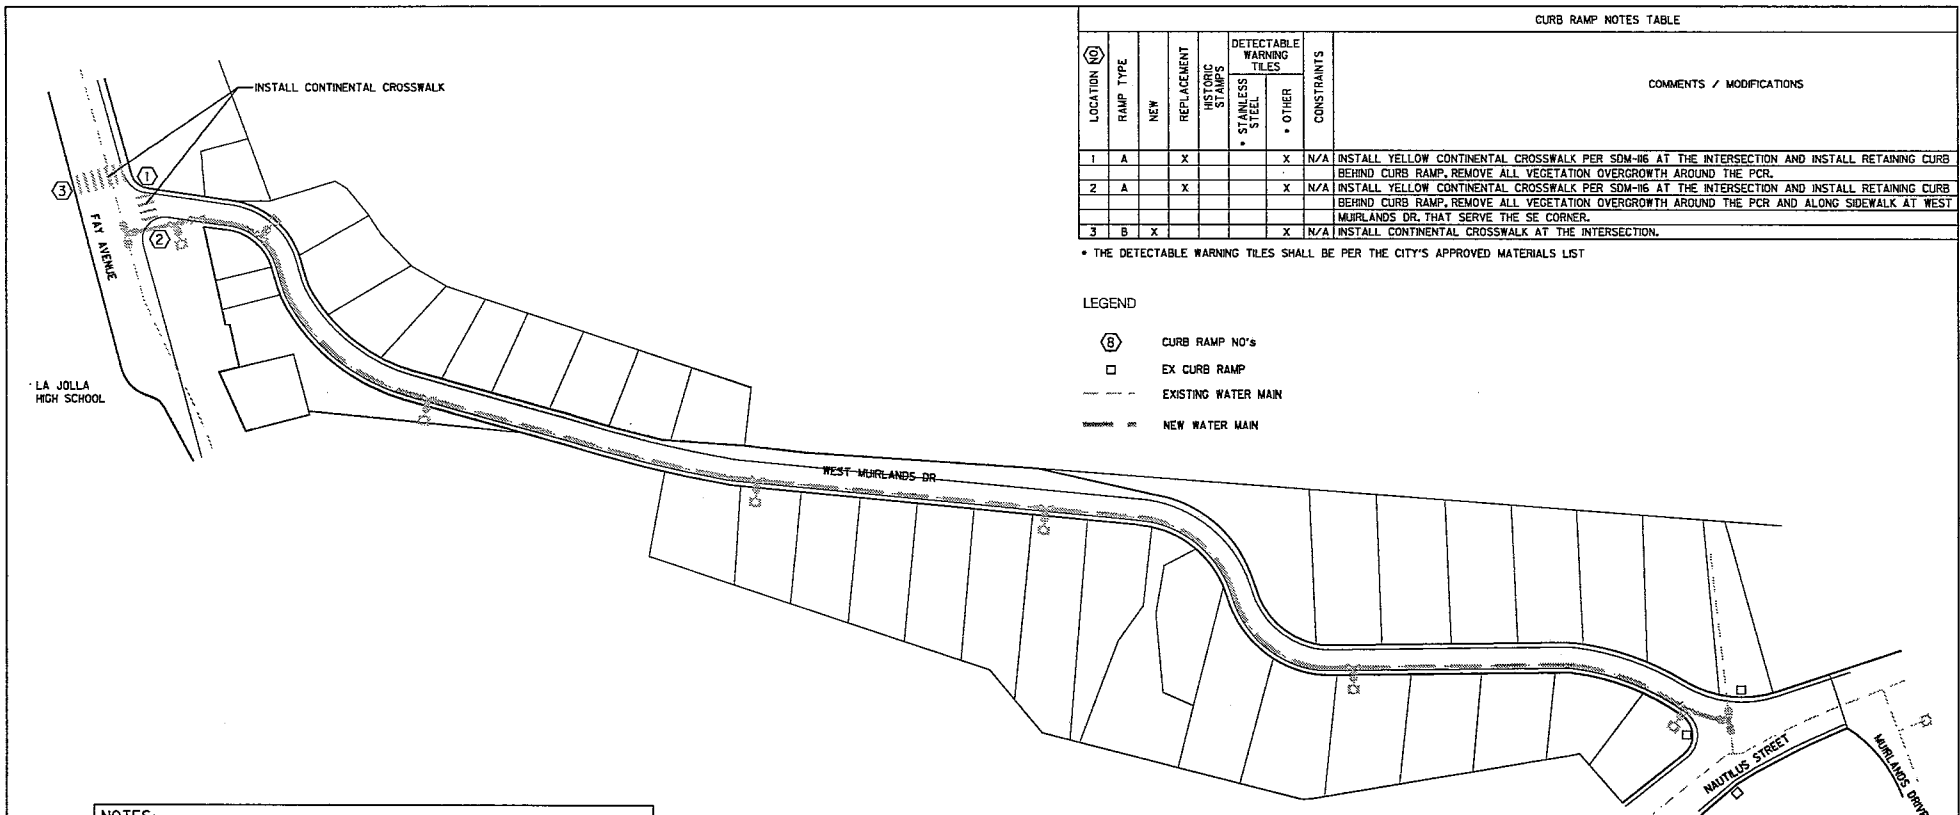 CURB RAMP NOTES TABLE
LOCATION NO
RAMP TYPE
NEW
REPLACEMENT
HISTORIC STAMPS
DETECTABLE
WARNING
TILES
• STAINLESS STEEL
• OTHER
CONSTRAINTS
COMMENTS / MODIFICATIONS
1 A X X N/A INSTALL YELLOW CONTINENTAL CROSSWALK PER SDM-116 AT THE INTERSECTION AND INSTALL RETAINING CURB
BEHIND CURB RAMP. REMOVE ALL VEGETATION OVERGROWTH AROUND THE PCR.
2 A X X N/A INSTALL YELLOW CONTINENTAL CROSSWALK PER SDM-116 AT THE INTERSECTION AND INSTALL RETAINING CURB
BEHIND CURB RAMP. REMOVE ALL VEGETATION OVERGROWTH AROUND THE PCR AND ALONG SIDEWALK AT WEST
MUIRLANDS DR. THAT SERVE THE SE CORNER.
3 B X X N/A INSTALL CONTINENTAL CROSSWALK AT THE INTERSECTION.
• THE DETECTABLE WARNING TILES SHALL BE PER THE CITY'S APPROVED MATERIALS LIST
LEGEND
8 CURB RAMP NO's
EX CURB RAMP
EXISTING WATER MAIN
NEW WATER MAIN
INSTALL CONTINENTAL CROSSWALK
1
3
2
FAY AVENUE
LA JOLLA
HIGH SCHOOL
WEST MUIRLANDS DR
NAUTILUS STREET
MUIRLANDS DRIVE
NOTES: